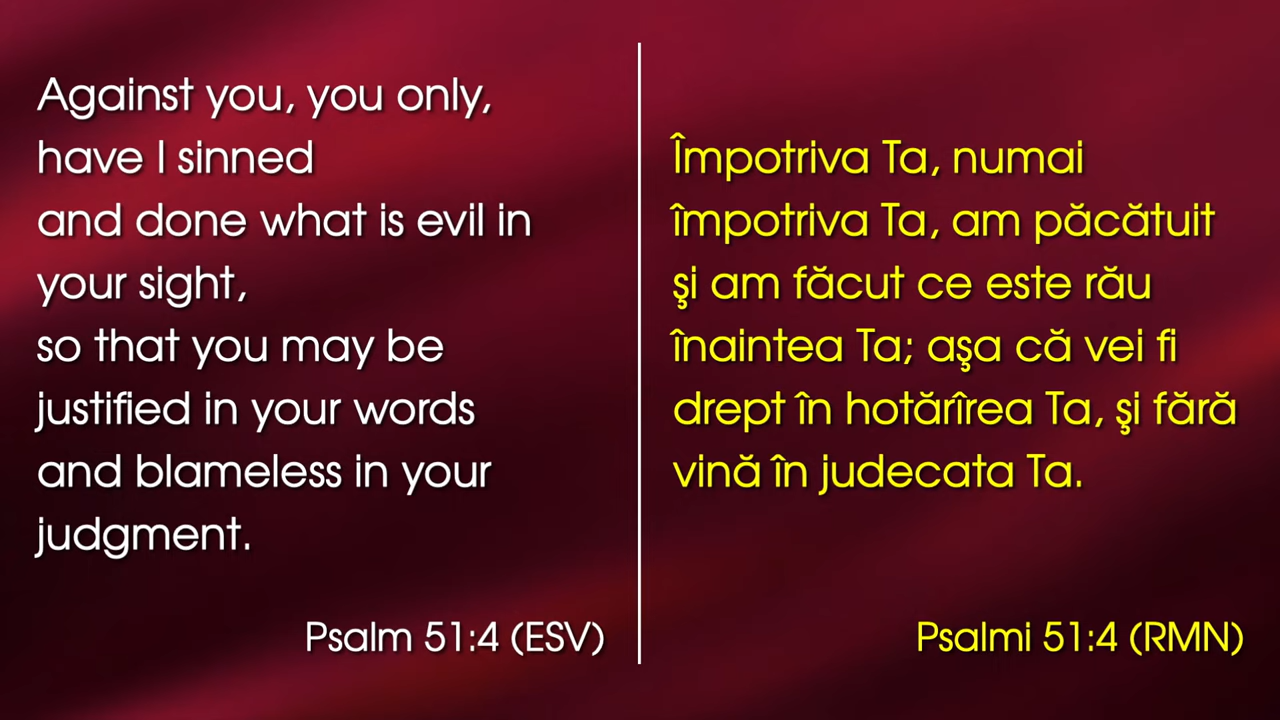 Against you, you only,
have I sinned
and done what is evil in
your sight,
so that you may be
justified in your words
and blameless in your
judgment.
Psalm 51:4 (ESV)
Împotriva Ta, numai
împotriva Ta, am păcătuit
şi am făcut ce este rău
înaintea Ta; aşa că vei fi
drept în hotărîrea Ta, şi fără
vină în judecata Ta.
Psalmi 51:4 (RMN)